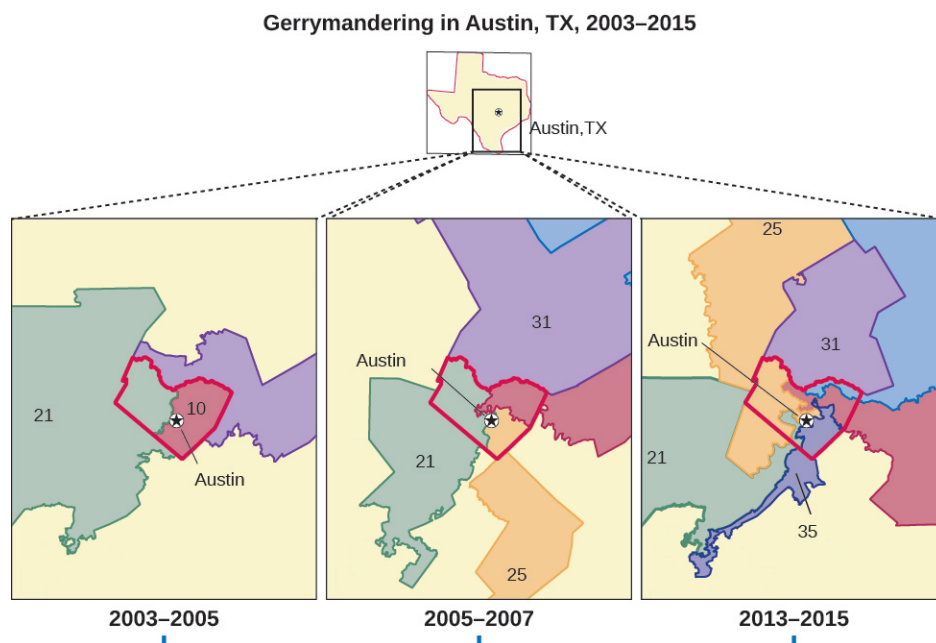 Gerrymandering in Austin, TX, 2003–2015
Austin,TX
21
10
Austin
2003–2005
31
Austin
21
25
2005–2007
25
Austin
31
21
35
2013–2015